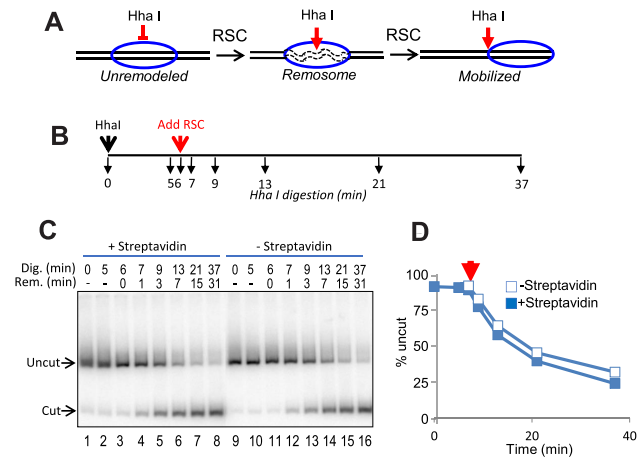 A
Hha I
Hha I
Hha I
RSC
RSC
Unremodeled
Remosome
Mobilized
B
HhaI
Add RSC
0 5 6 7 9 13 21 37
Hha I digestion (min)
C
+ Streptavidin - Streptavidin
Dig. (min) 0 5 6 7 9 13 21 37 0 5 6 7 9 13 21 37
Rem. (min) - - 0 1 3 7 15 31 - - 0 1 3 7 15 31
Uncut
Cut
1 2 3 4 5 6 7 8 9 10 11 12 13 14 15 16
D
100
75
50
25
0
% uncut
-Streptavidin
+Streptavidin
0 20 40
Time (min)